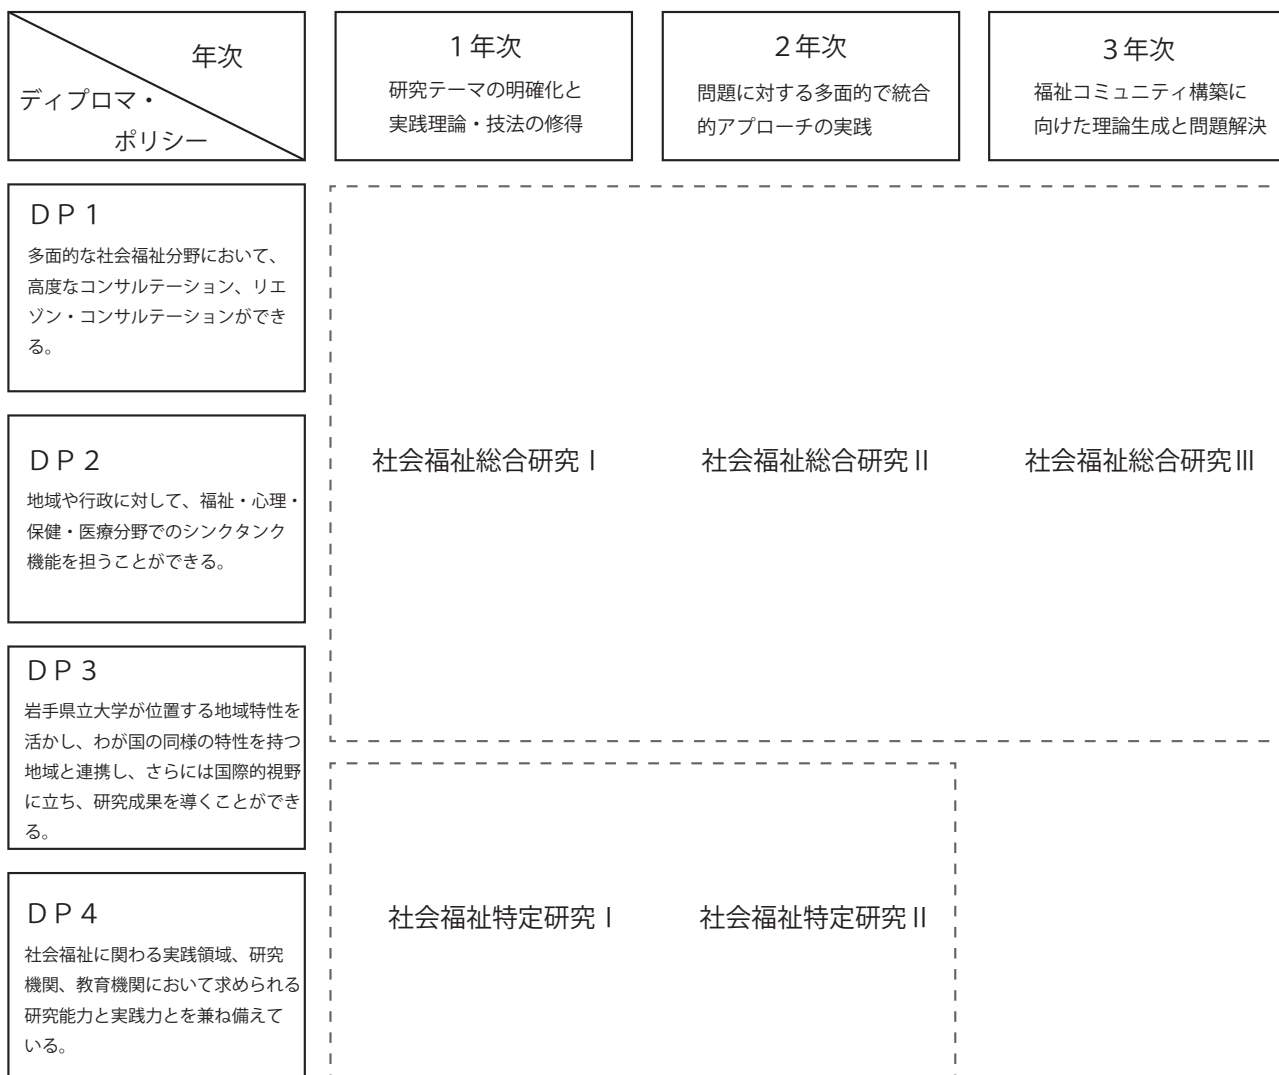 年次
ディプロマ・
ポリシー
１年次
研究テーマの明確化と
実践理論・技法の修得
２年次
問題に対する多面的で統合
的アプローチの実践
３年次
福祉コミュニティ構築に
向けた理論生成と問題解決
ＤＰ１
多面的な社会福祉分野において、
高度なコンサルテーション、リエ
ゾン・コンサルテーションができ
る。
ＤＰ２
地域や行政に対して、福祉・心理・
保健・医療分野でのシンクタンク
機能を担うことができる。
社会福祉総合研究Ⅰ
社会福祉総合研究Ⅱ
社会福祉総合研究Ⅲ
ＤＰ３
岩手県立大学が位置する地域特性を
活かし、わが国の同様の特性を持つ
地域と連携し、さらには国際的視野
に立ち、研究成果を導くことができ
る。
ＤＰ４
社会福祉に関わる実践領域、研究
機関、教育機関において求められる
研究能力と実践力とを兼ね備えて
いる。
社会福祉特定研究Ⅰ
社会福祉特定研究Ⅱ